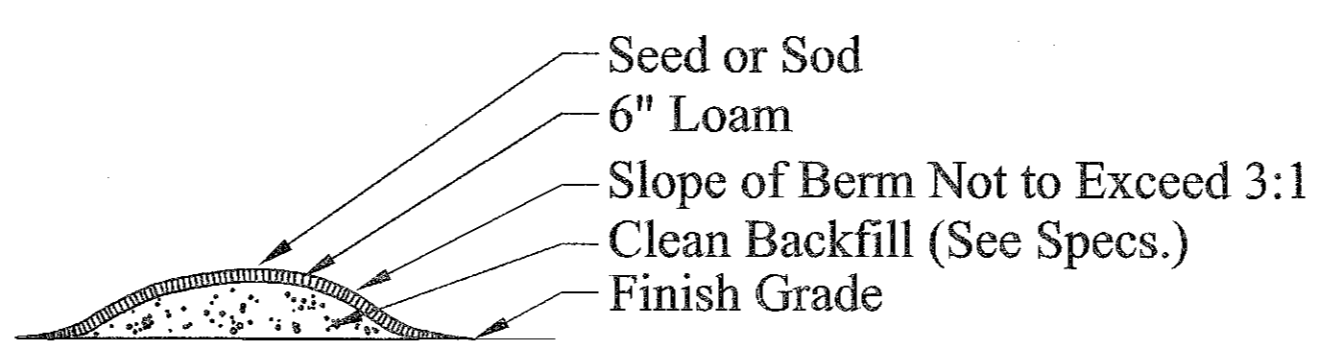 Seed or Sod
6" Loam
Slope of Berm Not to Exceed 3:1
Clean Backfill (See Specs.)
Finish Grade